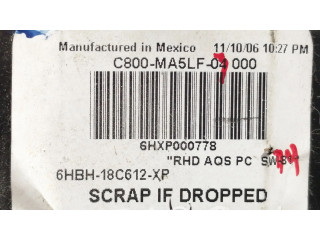 Manufactured in Mexico 11/10/06 10:27 PM
C800-MA5LF-04 000
6HXP000778
"RHD AQS PC SW-
6HBH-18C612-XP
SCRAP IF DROPPED